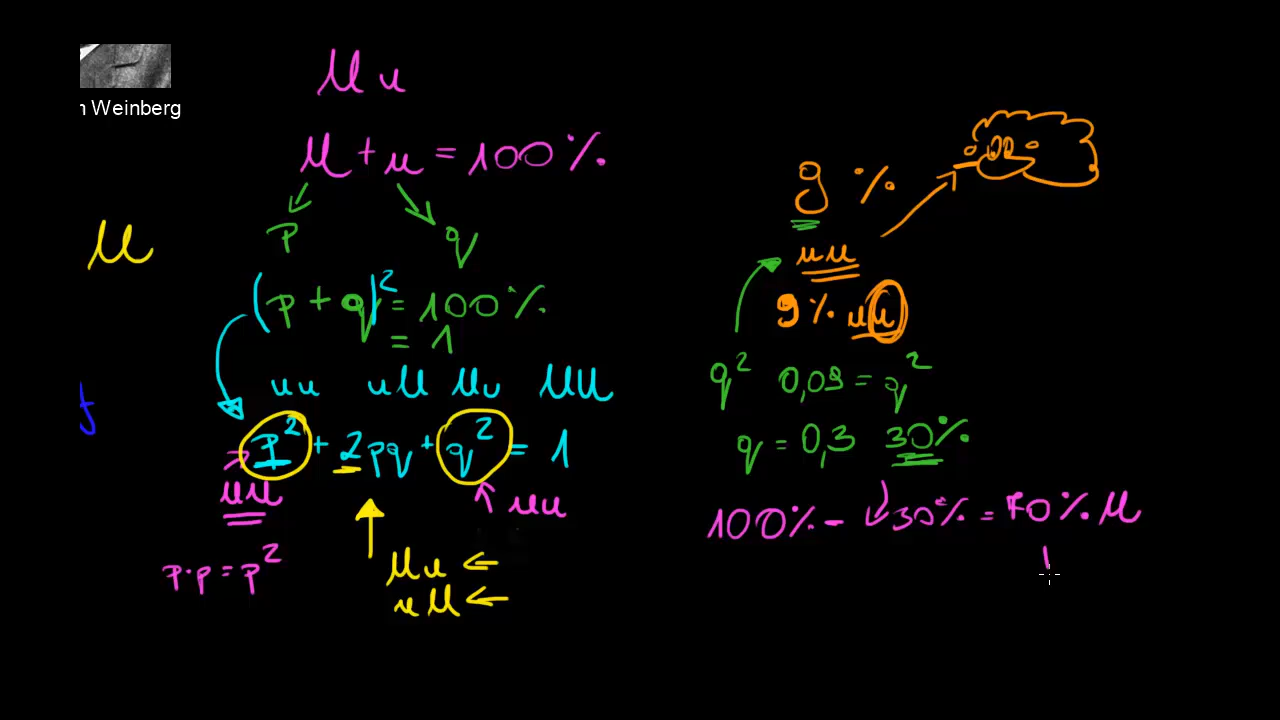 n Weinberg
M u
M + u = 100%
p q
M
(p + q)² = 100%
= 1
uu uM Mu MM
p² + 2pq + q² = 1
uu uu
p·p = p²
Mu
uM
9 %
uu
9% uu
q² 0,09 = q²
q = 0,3 30%
100% - 30% = 70% M